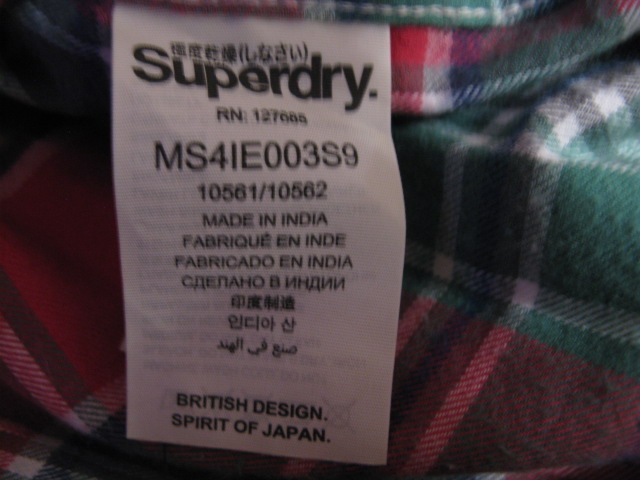 極度乾燥(しなさい)
Superdry.
RN: 127665
MS4IE003S9
10561/10562
MADE IN INDIA
FABRIQUÉ EN INDE
FABRICADO EN INDIA
СДЕЛАНО В ИНДИИ
印度制造
인디아 산
صنع في الهند
BRITISH DESIGN.
SPIRIT OF JAPAN.